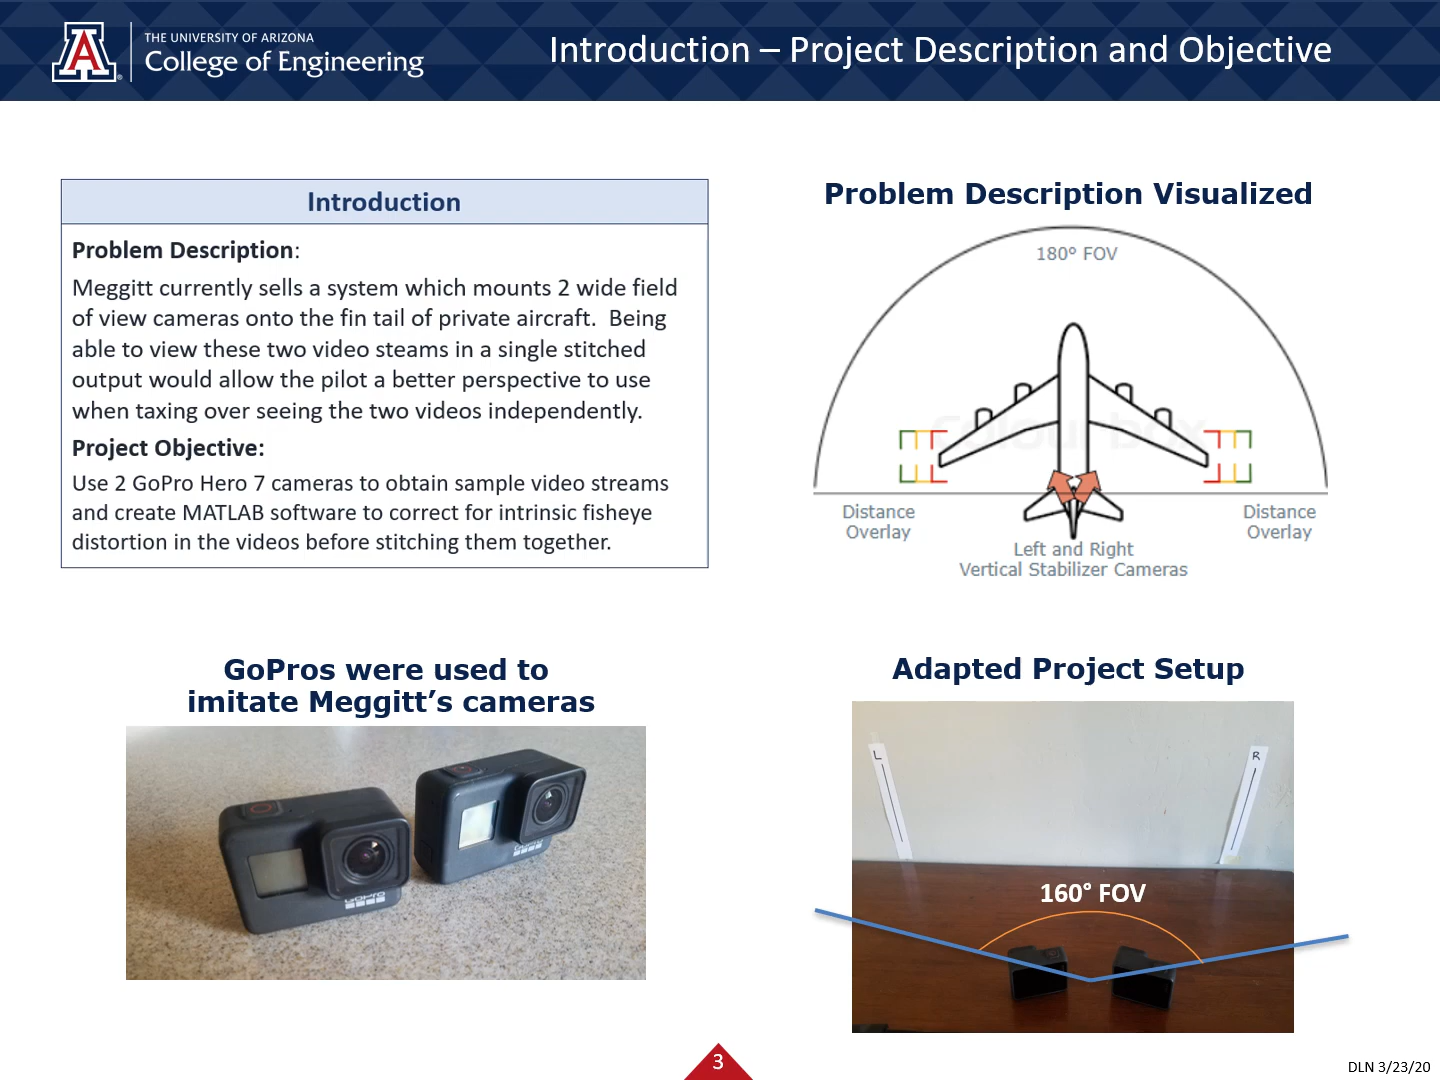 THE UNIVERSITY OF ARIZONA
College of Engineering
Introduction – Project Description and Objective
Introduction
Problem Description:
Meggitt currently sells a system which mounts 2 wide field
of view cameras onto the fin tail of private aircraft.  Being
able to view these two video steams in a single stitched
output would allow the pilot a better perspective to use
when taxing over seeing the two videos independently.
Project Objective:
Use 2 GoPro Hero 7 cameras to obtain sample video streams
and create MATLAB software to correct for intrinsic fisheye
distortion in the videos before stitching them together.
Problem Description Visualized
180° FOV
colourbox
Distance
Overlay
Distance
Overlay
Left and Right
Vertical Stabilizer Cameras
GoPros were used to
imitate Meggitt’s cameras
GoPro
GoPro
Adapted Project Setup
L
R
160° FOV
3
DLN 3/23/20